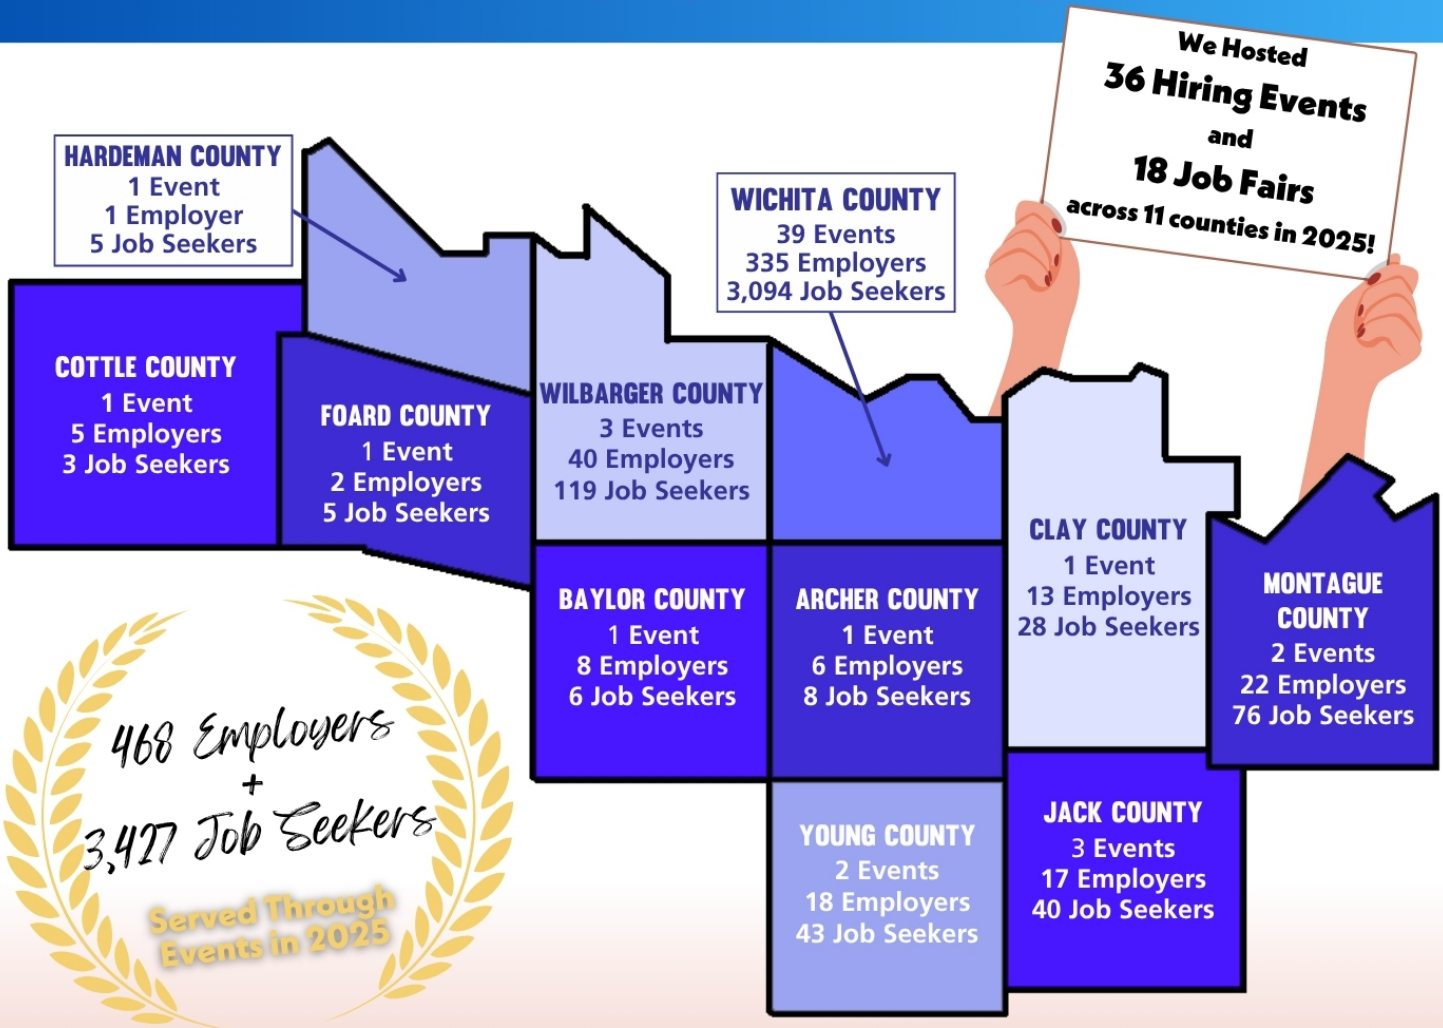 We Hosted
36 Hiring Events
and
18 Job Fairs
across 11 counties in 2025!
HARDEMAN COUNTY
1 Event
1 Employer
5 Job Seekers
WICHITA COUNTY
39 Events
335 Employers
3,094 Job Seekers
COTTLE COUNTY
1 Event
5 Employers
3 Job Seekers
FOARD COUNTY
1 Event
2 Employers
5 Job Seekers
WILBARGER COUNTY
3 Events
40 Employers
119 Job Seekers
CLAY COUNTY
1 Event
13 Employers
28 Job Seekers
MONTAGUE
COUNTY
2 Events
22 Employers
76 Job Seekers
BAYLOR COUNTY
1 Event
8 Employers
6 Job Seekers
ARCHER COUNTY
1 Event
6 Employers
8 Job Seekers
YOUNG COUNTY
2 Events
18 Employers
43 Job Seekers
JACK COUNTY
3 Events
17 Employers
40 Job Seekers
468 Employers
+
3,427 Job Seekers
Served Through
Events in 2025